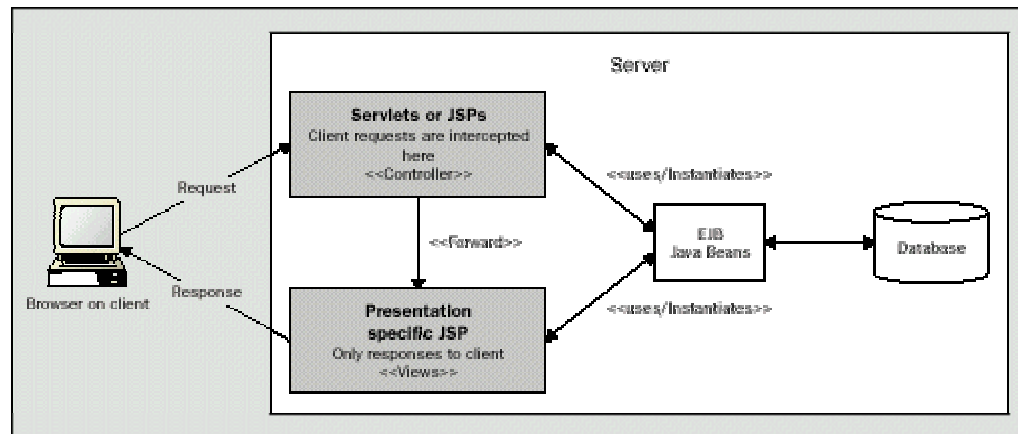 Server
Servlets or JSPs
Client requests are intercepted
here
<<Controller>>
Request
<<uses/Instantiates>>
<<Forward>>
EJB
Java Beans
Database
Browser on client
Response
<<uses/Instantiates>>
Presentation
specific JSP
Only responses to client
<<Views>>